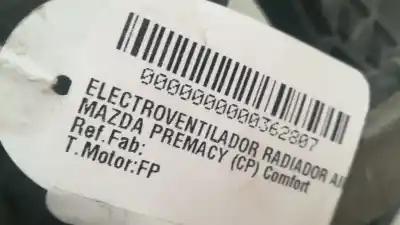 0000000000362807
ELECTROVENTILADOR RADIADOR
MAZDA PREMACY (CP) Comfort
Ref.Fab:
T.Motor:FP